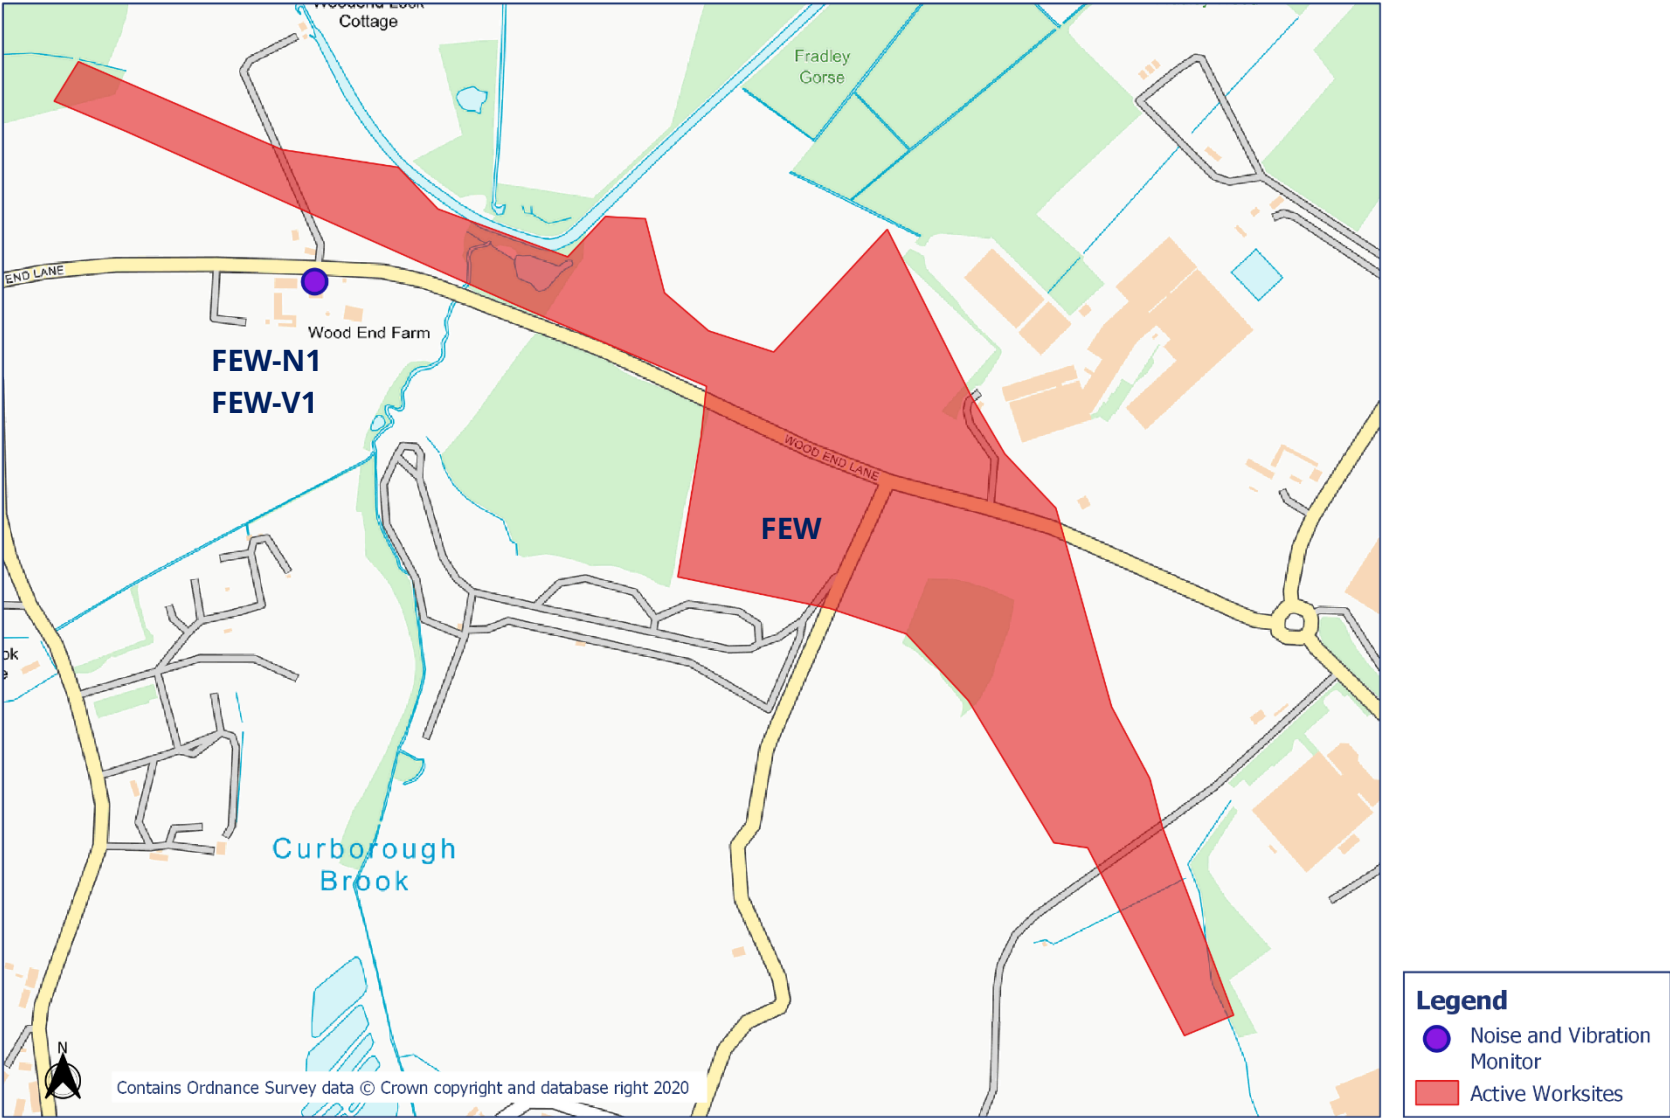 Cottage
Fradley
Gorse
END LANE
Wood End Farm
FEW-N1
FEW-V1
WOOD END LANE
FEW
Curborough
Brook
N
Contains Ordnance Survey data © Crown copyright and database right 2020
Legend
Noise and Vibration
Monitor
Active Worksites